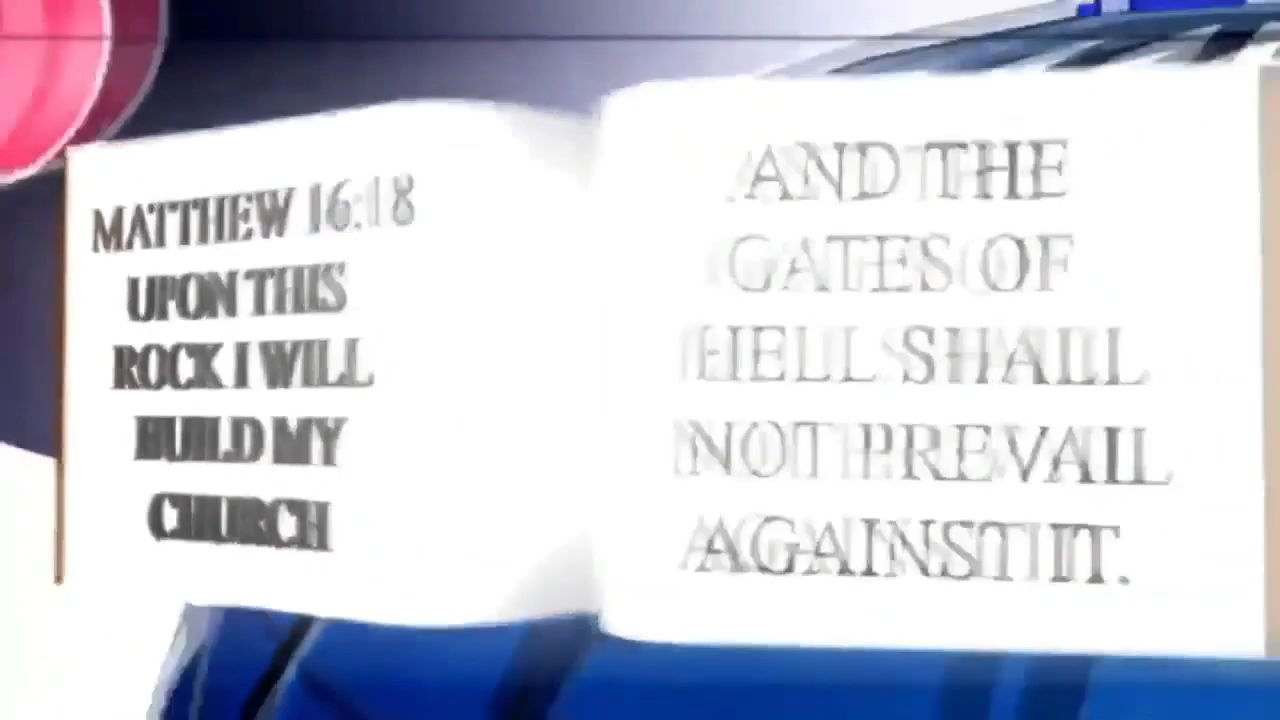 MATTHEW 16:18
UPON THIS
ROCK I WILL
BUILD MY
CHURCH
AND THE
GATES OF
HELL SHALL
NOT PREVAIL
AGAINST IT.